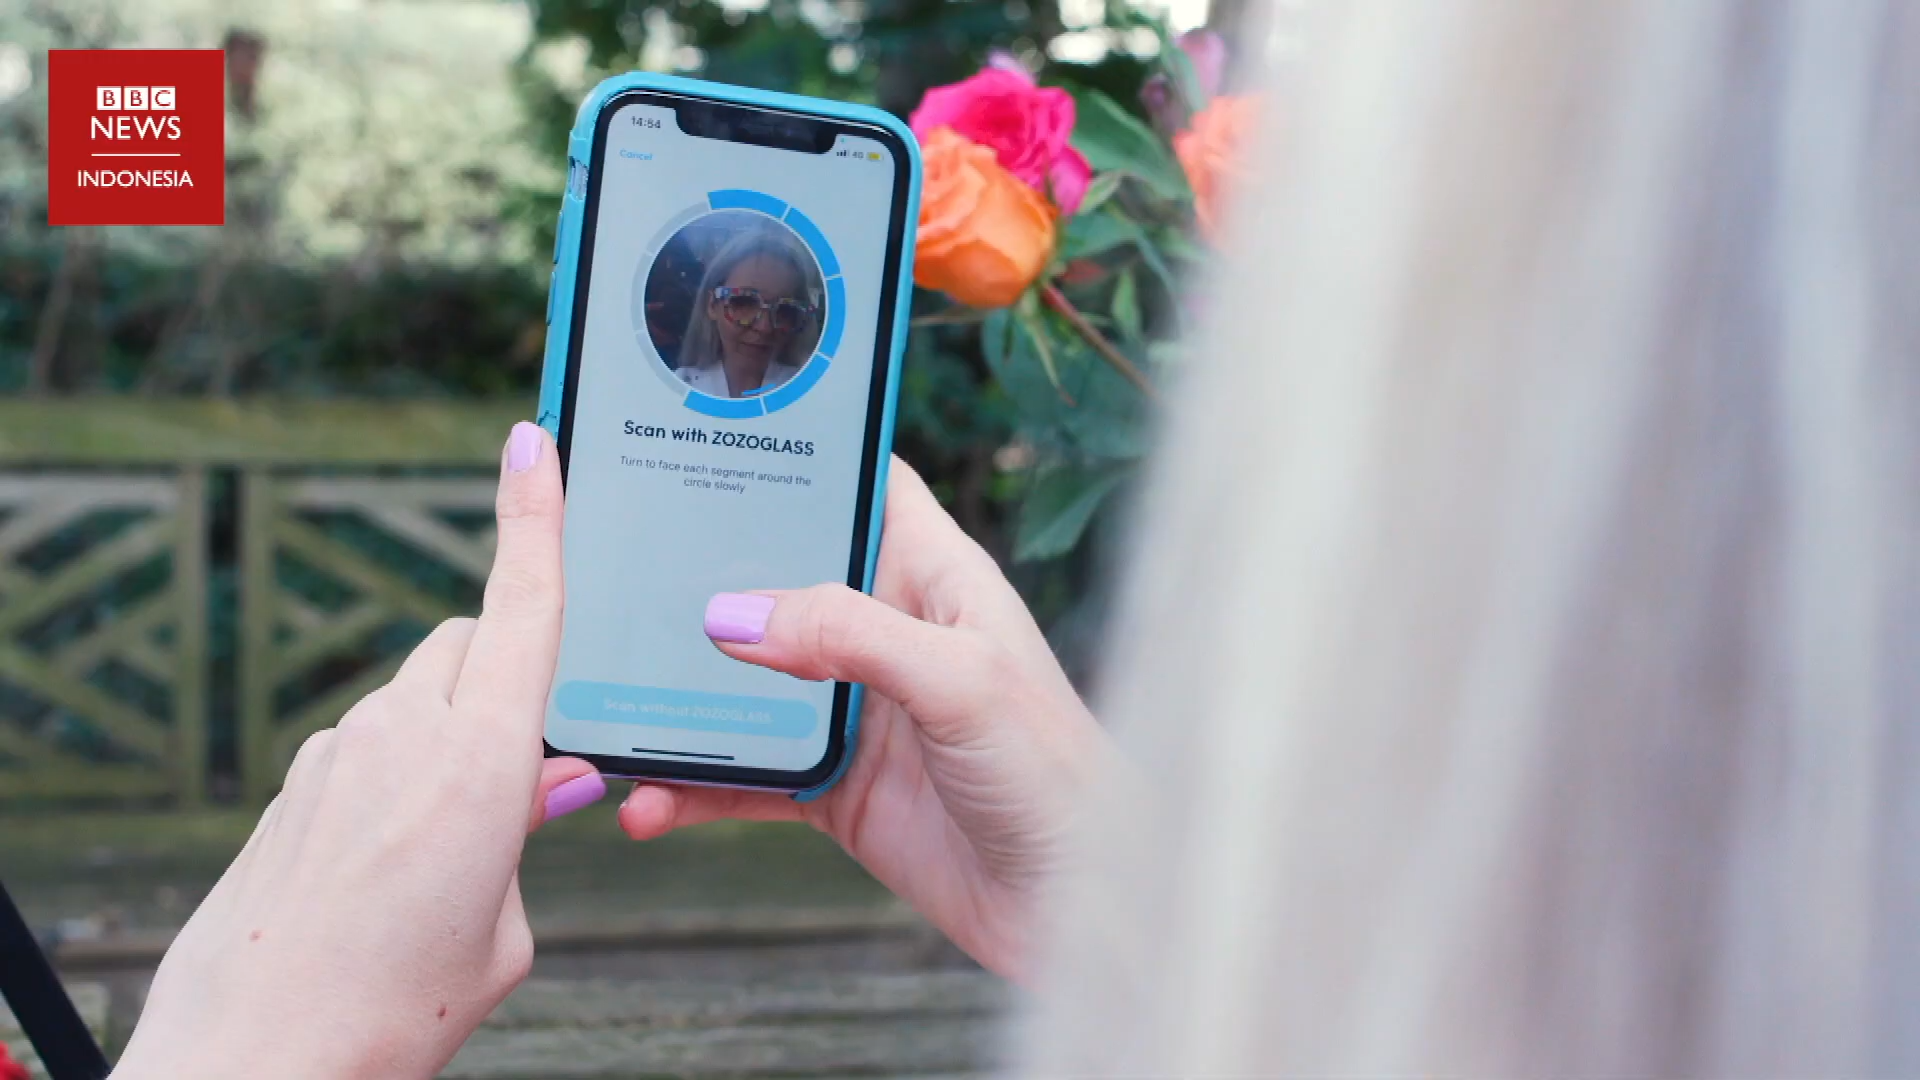 BBC
NEWS
INDONESIA
14:54
4G
Cancel
Scan with ZOZOGLASS
Turn to face each segment around the
circle slowly
Scan without ZOZOGLASS